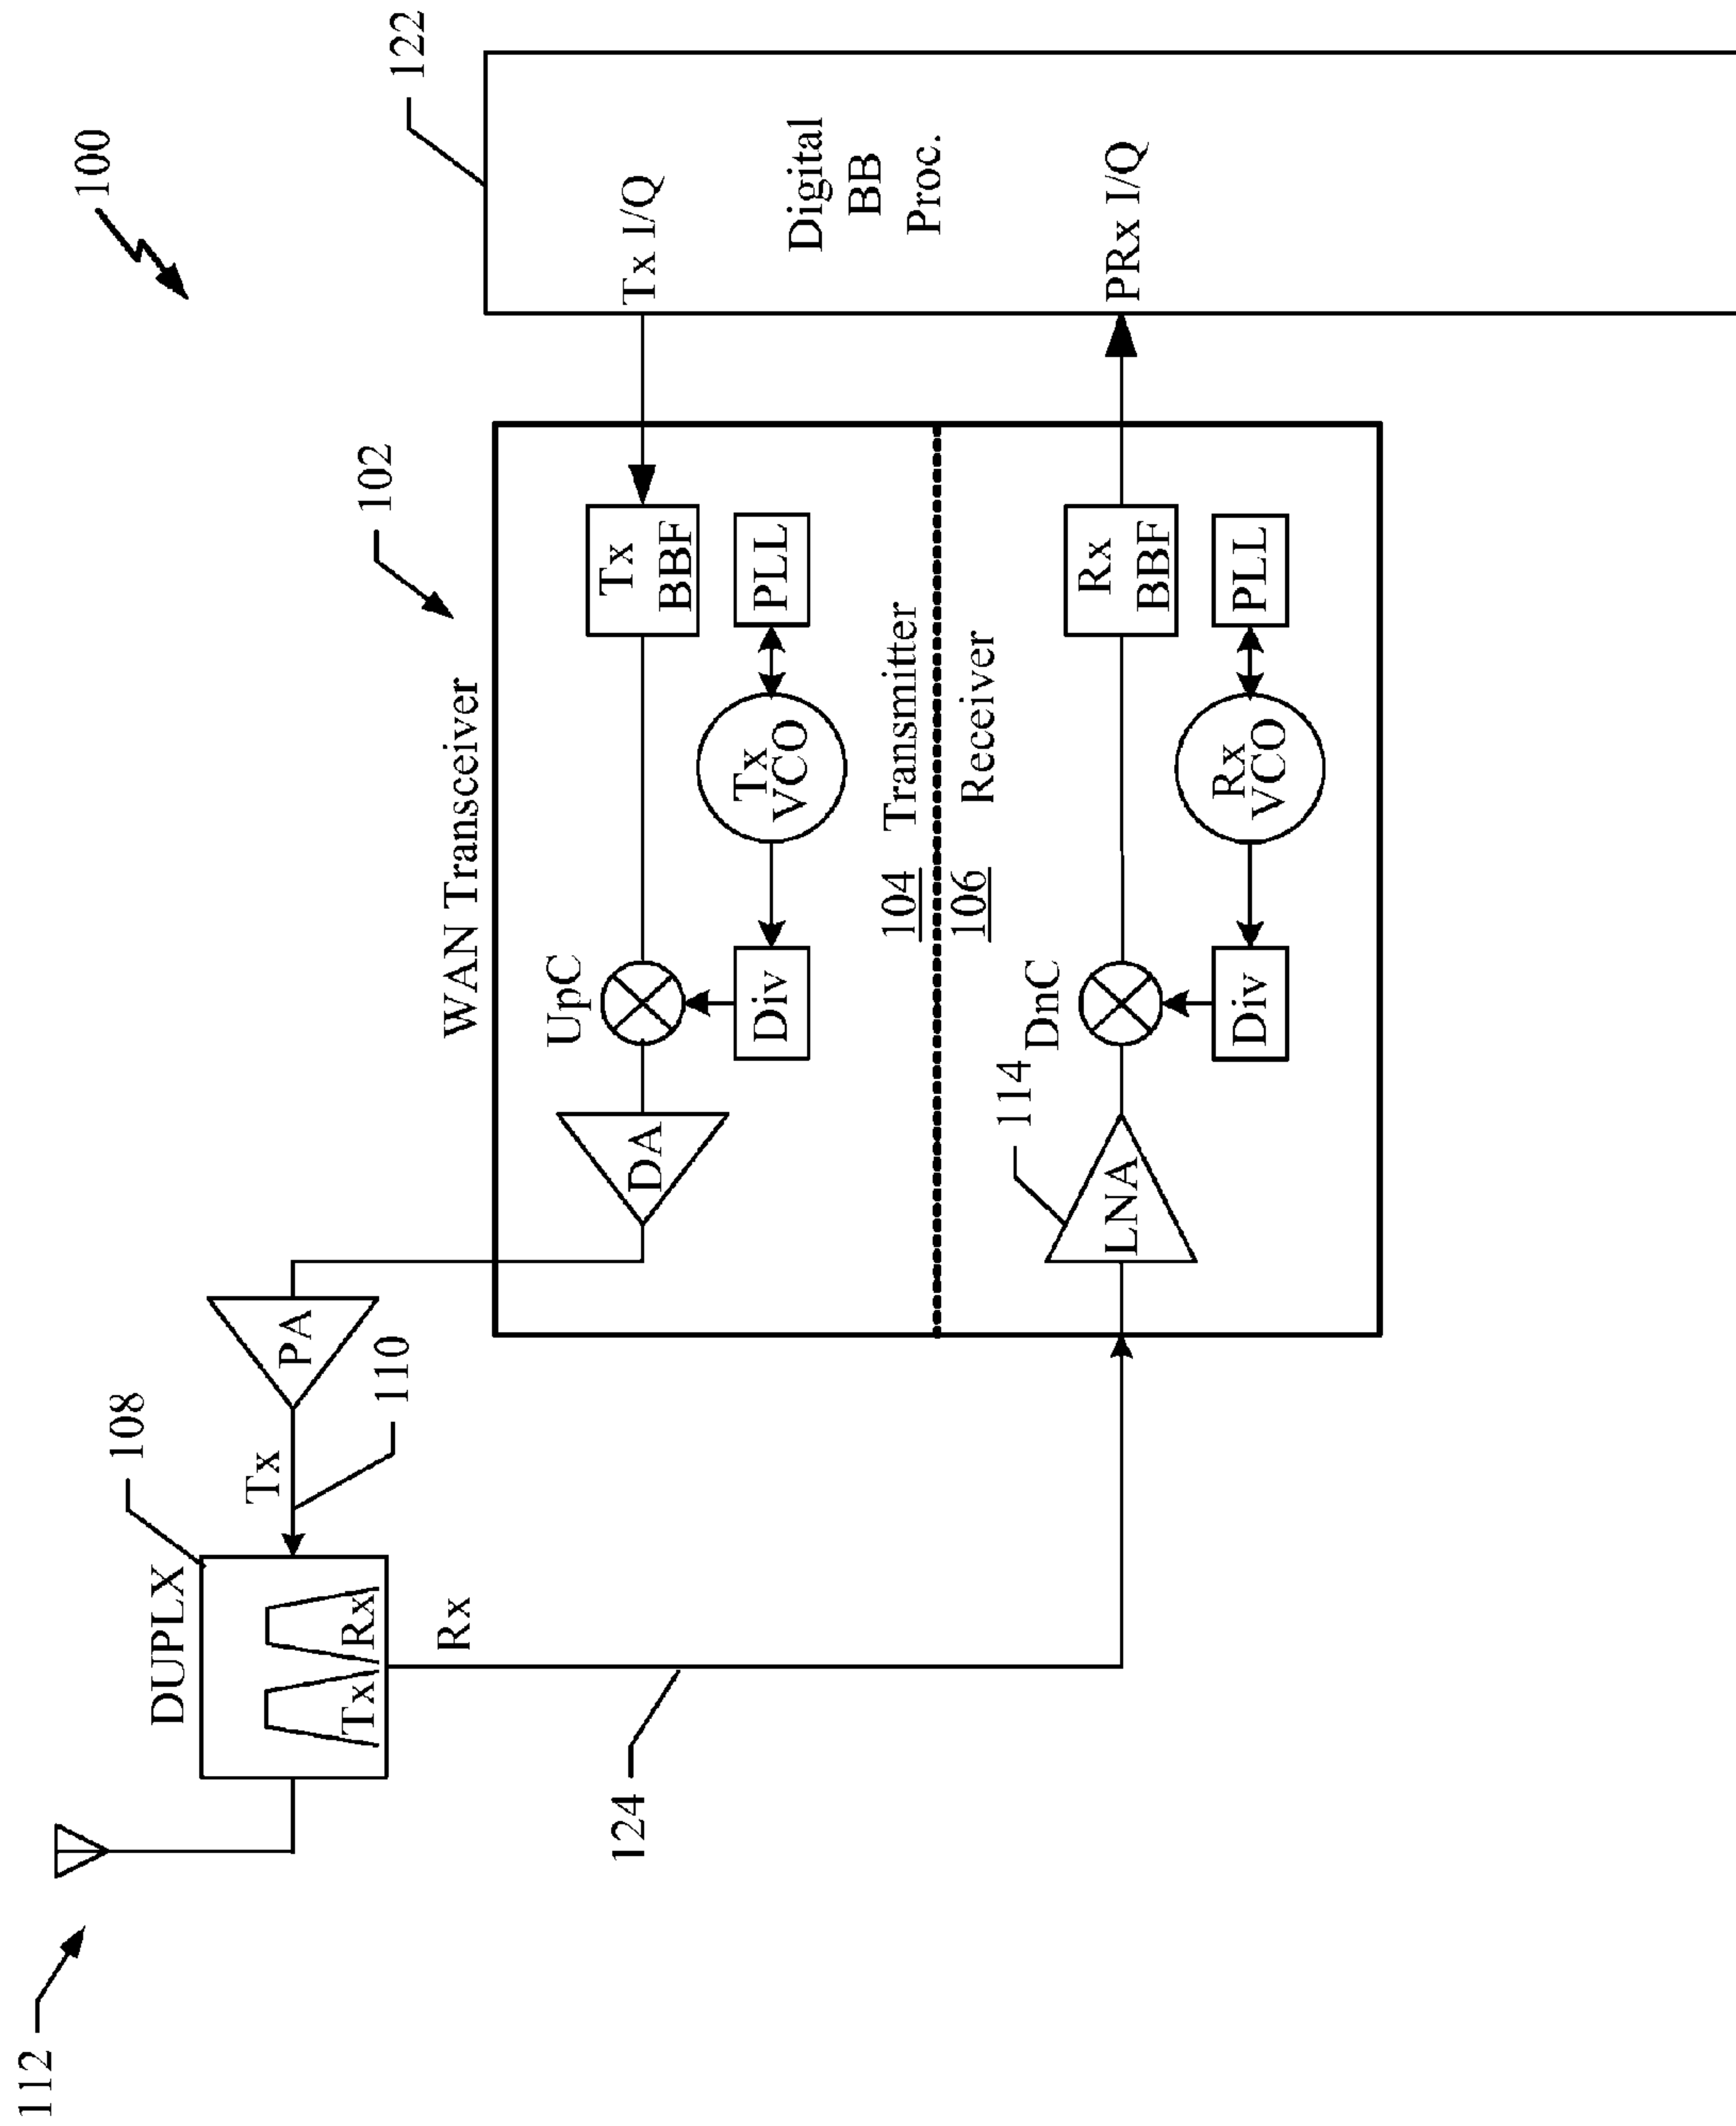 100
112
DUPLX
108
Tx
Rx
Tx
110
PA
Rx
124
WAN Transceiver
102
122
DA
UpC
Tx
BBF
Tx I/Q
Div
Tx
VCO
PLL
104 Transmitter
106 Receiver
114
LNA
DnC
Rx
BBF
PRx I/Q
Div
Rx
VCO
PLL
Digital
BB
Proc.